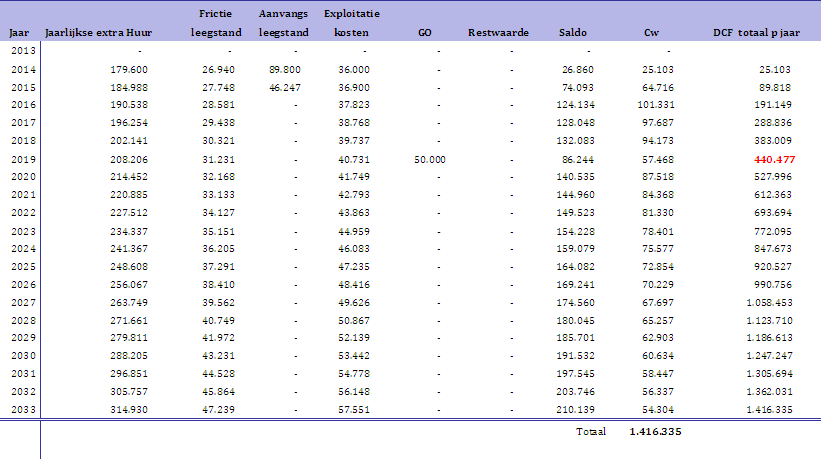 Frictie Aanvangs Exploitatie
Jaar Jaarlijkse extra Huur leegstand leegstand kosten GO Restwaarde Saldo Cw DCF totaal p jaar
2013 - - - - - - - - -
2014 179.600 26.940 89.800 36.000 - - 26.860 25.103 25.103
2015 184.988 27.748 46.247 36.900 - - 74.093 64.716 89.818
2016 190.538 28.581 - 37.823 - - 124.134 101.331 191.149
2017 196.254 29.438 - 38.768 - - 128.048 97.687 288.836
2018 202.141 30.321 - 39.737 - - 132.083 94.173 383.009
2019 208.206 31.231 - 40.731 50.000 - 86.244 57.468 440.477
2020 214.452 32.168 - 41.749 - - 140.535 87.518 527.996
2021 220.885 33.133 - 42.793 - - 144.960 84.368 612.363
2022 227.512 34.127 - 43.863 - - 149.523 81.330 693.694
2023 234.337 35.151 - 44.959 - - 154.228 78.401 772.095
2024 241.367 36.205 - 46.083 - - 159.079 75.577 847.673
2025 248.608 37.291 - 47.235 - - 164.082 72.854 920.527
2026 256.067 38.410 - 48.416 - - 169.241 70.229 990.756
2027 263.749 39.562 - 49.626 - - 174.560 67.697 1.058.453
2028 271.661 40.749 - 50.867 - - 180.045 65.257 1.123.710
2029 279.811 41.972 - 52.139 - - 185.701 62.903 1.186.613
2030 288.205 43.231 - 53.442 - - 191.532 60.634 1.247.247
2031 296.851 44.528 - 54.778 - - 197.545 58.447 1.305.694
2032 305.757 45.864 - 56.148 - - 203.746 56.337 1.362.031
2033 314.930 47.239 - 57.551 - - 210.139 54.304 1.416.335
Totaal 1.416.335